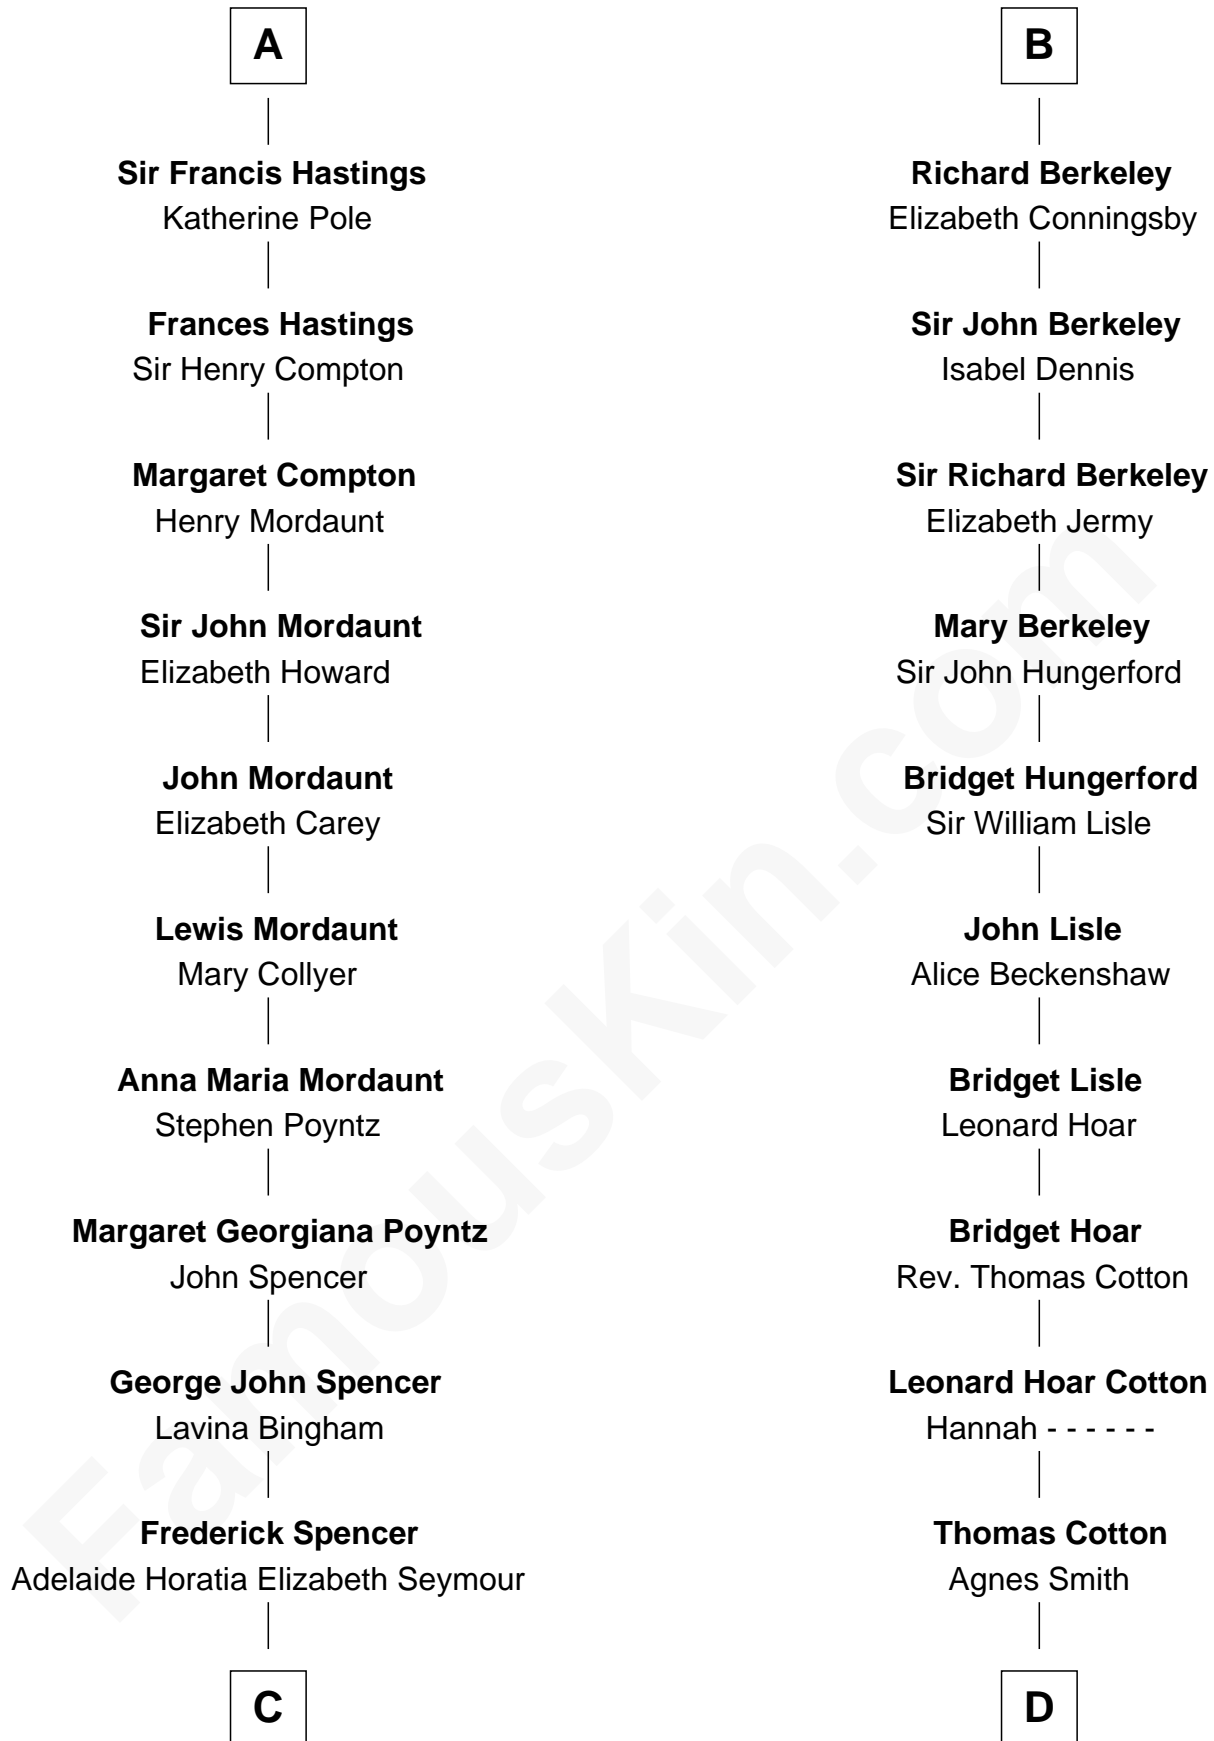 A
Sir Francis Hastings
Katherine Pole
Frances Hastings
Sir Henry Compton
Margaret Compton
Henry Mordaunt
Sir John Mordaunt
Elizabeth Howard
John Mordaunt
Elizabeth Carey
Lewis Mordaunt
Mary Collyer
Anna Maria Mordaunt
Stephen Poyntz
Margaret Georgiana Poyntz
John Spencer
George John Spencer
Lavina Bingham
Frederick Spencer
Adelaide Horatia Elizabeth Seymour
C
B
Richard Berkeley
Elizabeth Conningsby
Sir John Berkeley
Isabel Dennis
Sir Richard Berkeley
Elizabeth Jermy
Mary Berkeley
Sir John Hungerford
Bridget Hungerford
Sir William Lisle
John Lisle
Alice Beckenshaw
Bridget Lisle
Leonard Hoar
Bridget Hoar
Rev. Thomas Cotton
Leonard Hoar Cotton
Hannah - - - - - -
Thomas Cotton
Agnes Smith
D
FamousKin.com